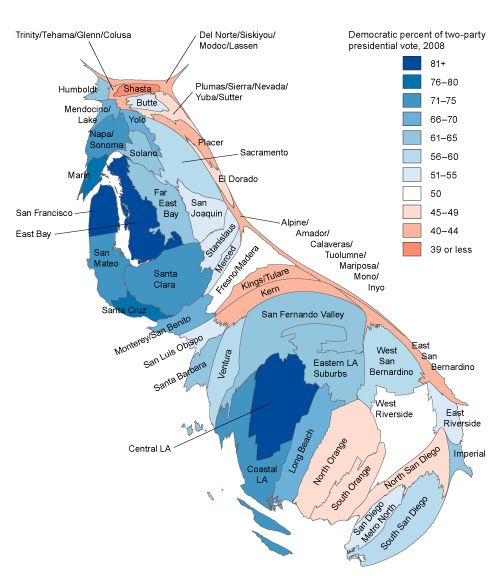 Trinity/Tehama/Glenn/Colusa
Del Norte/Siskiyou/
Modoc/Lassen
Democratic percent of two-party
presidential vote, 2008
81+
76–80
71–75
66–70
61–65
56–60
51–55
50
45–49
40–44
39 or less
Humboldt
Shasta
Plumas/Sierra/Nevada/
Yuba/Sutter
Butte
Mendocino/
Lake
Yolo
Napa/
Sonoma
Placer
Solano
Sacramento
Marin
El Dorado
Far
East
Bay
San
Joaquin
San Francisco
East Bay
Stanislaus
Merced
Fresno/Madera
Alpine/
Amador/
Calaveras/
Tuolumne/
Mariposa/
Mono/
Inyo
San
Mateo
Santa
Clara
Kings/Tulare
Kern
Santa Cruz
Monterey/San Benito
San Luis Obispo
Santa Barbara
Ventura
San Fernando Valley
Eastern LA
Suburbs
West
San
Bernardino
East
San
Bernardino
West
Riverside
East
Riverside
Imperial
Central LA
Coastal
LA
Long Beach
North Orange
South Orange
North San Diego
San Diego
Metro North
South San Diego